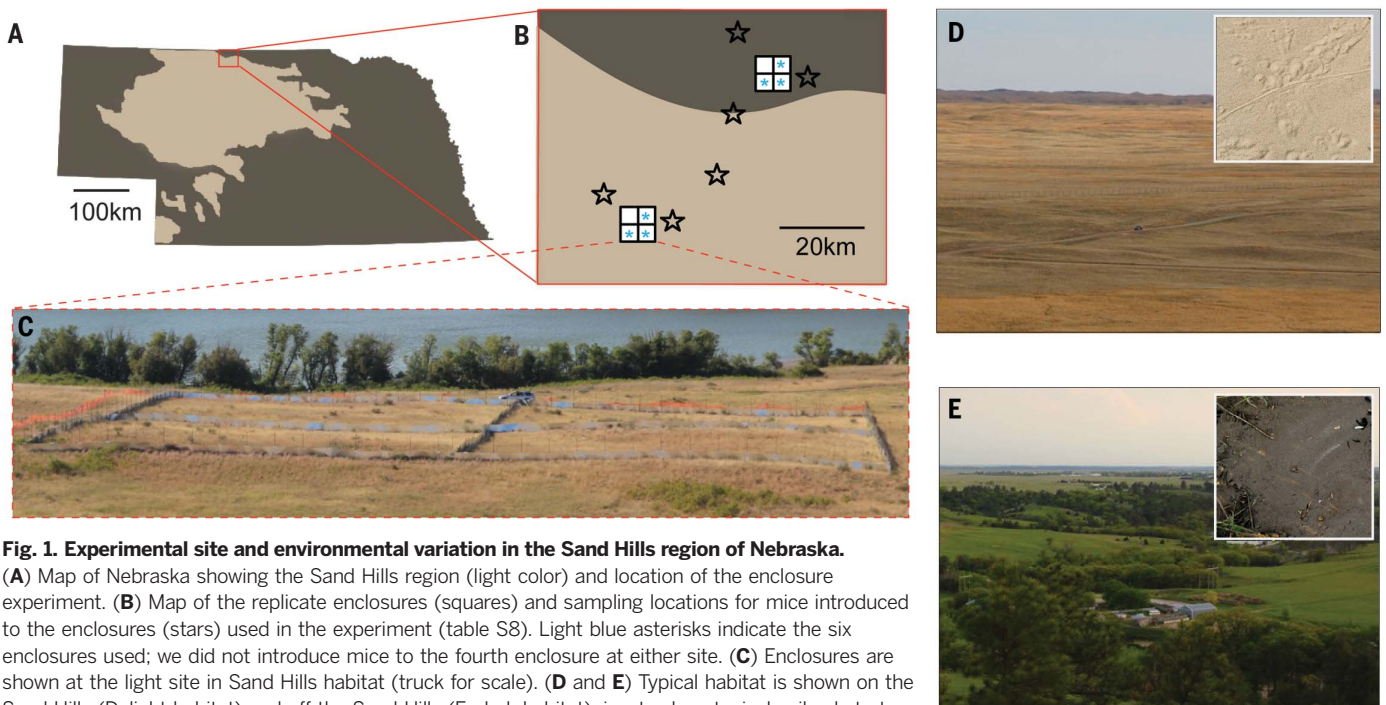 A
B
D
100km
20km
C
E
Fig. 1. Experimental site and environmental variation in the Sand Hills region of Nebraska.
(A) Map of Nebraska showing the Sand Hills region (light color) and location of the enclosure
experiment. (B) Map of the replicate enclosures (squares) and sampling locations for mice introduced
to the enclosures (stars) used in the experiment (table S8). Light blue asterisks indicate the six
enclosures used; we did not introduce mice to the fourth enclosure at either site. (C) Enclosures are
shown at the light site in Sand Hills habitat (truck for scale). (D and E) Typical habitat is shown on the